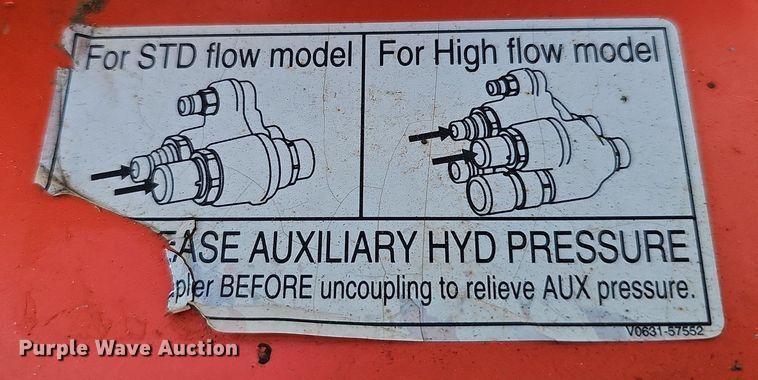 For STD flow model
For High flow model
EASE AUXILIARY HYD PRESSURE
pler BEFORE uncoupling to relieve AUX pressure.
V0631-57552
Purple Wave Auction